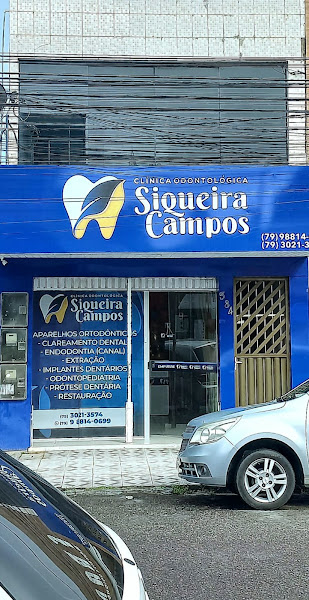 CLÍNICA ODONTOLÓGICA
Siqueira
Campos
(79) 98814-
(79) 3021-3
CLÍNICA ODONTOLÓGICA
Siqueira
Campos
APARELHOS ORTODÔNTICOS
- CLAREAMENTO DENTAL
- ENDODONTIA (CANAL)
- EXTRAÇÃO
- IMPLANTES DENTÁRIOS
- ODONTOPEDIATRIA
- PRÓTESE DENTÁRIA
- RESTAURAÇÃO
(79) 3021-3574
(79) 9 8814-0699
EMPURRE
584